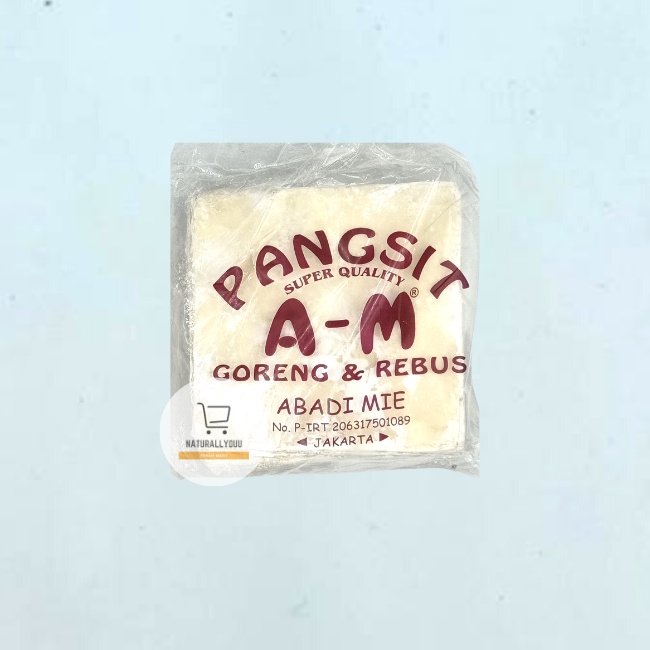 PANGSIT
SUPER QUALITY
A-M®
GORENG & REBUS
ABADI MIE
No. P-IRT 206317501089
◄ JAKARTA ►
NATURALLYOUU